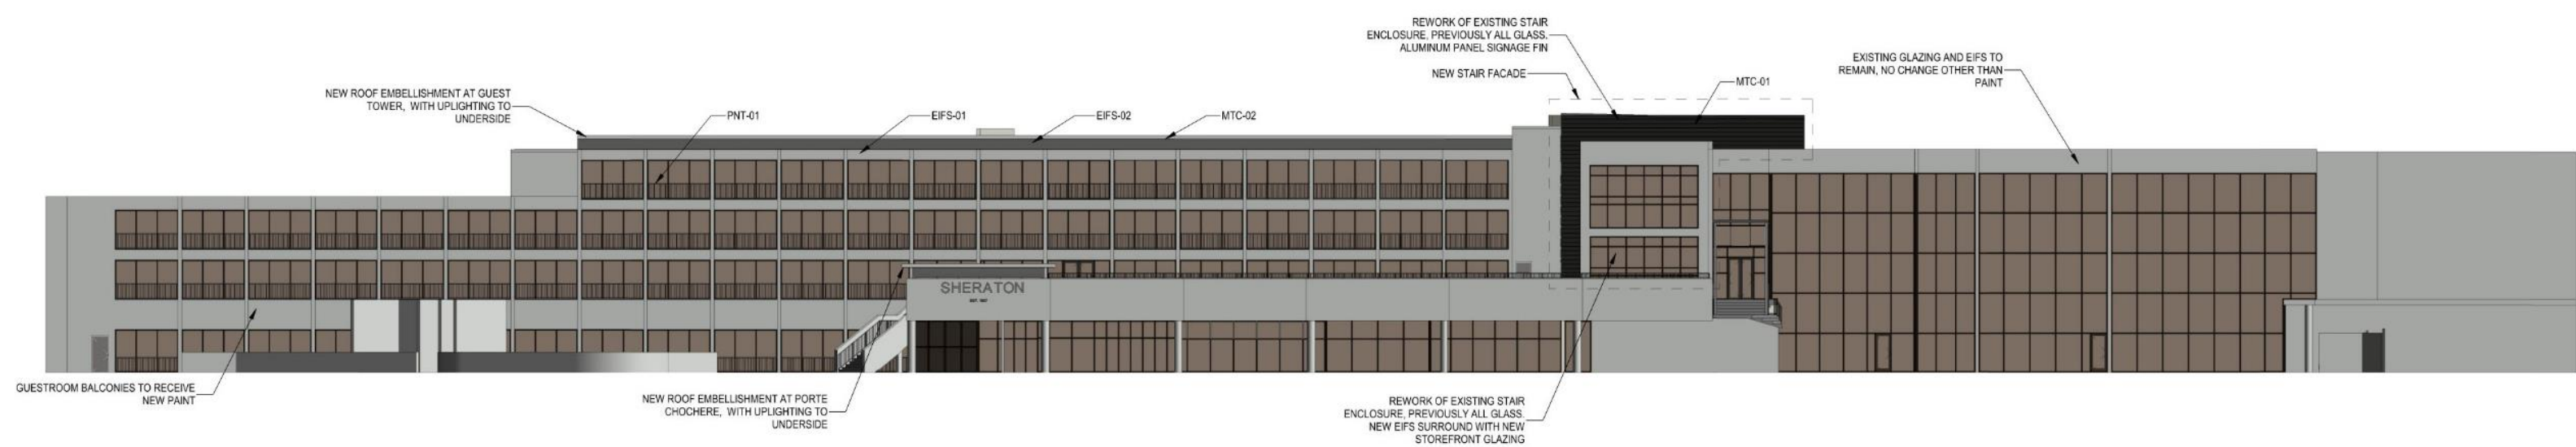 REWORK OF EXISTING STAIR
ENCLOSURE, PREVIOUSLY ALL GLASS.
ALUMINUM PANEL SIGNAGE FIN
NEW STAIR FACADE
MTC-01
EXISTING GLAZING AND EIFS TO
REMAIN, NO CHANGE OTHER THAN
PAINT
NEW ROOF EMBELLISHMENT AT GUEST
TOWER, WITH UPLIGHTING TO
UNDERSIDE
PNT-01
EIFS-01
EIFS-02
MTC-02
SHERATON
GUESTROOM BALCONIES TO RECEIVE
NEW PAINT
NEW ROOF EMBELLISHMENT AT PORTE
CHOCHERE, WITH UPLIGHTING TO
UNDERSIDE
REWORK OF EXISTING STAIR
ENCLOSURE, PREVIOUSLY ALL GLASS.
NEW EIFS SURROUND WITH NEW
STOREFRONT GLAZING